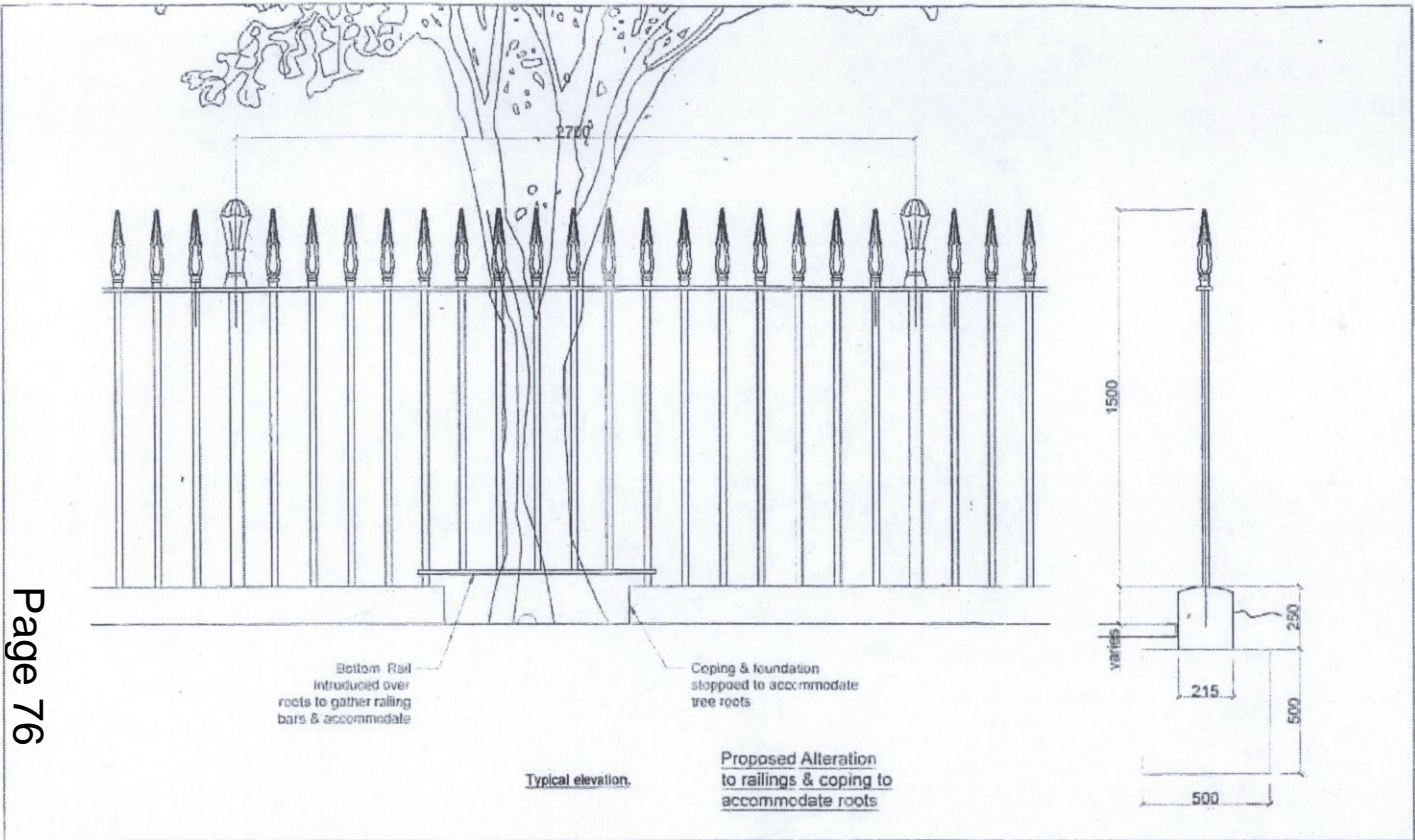 2700
1500
varies
250
215
500
500
Bottom Rail
introduced over
roots to gather railing
bars & accommodate
Coping & foundation
stopped to accommodate
tree roots
Typical elevation.
Proposed Alteration
to railings & coping to
accommodate roots
Page 76